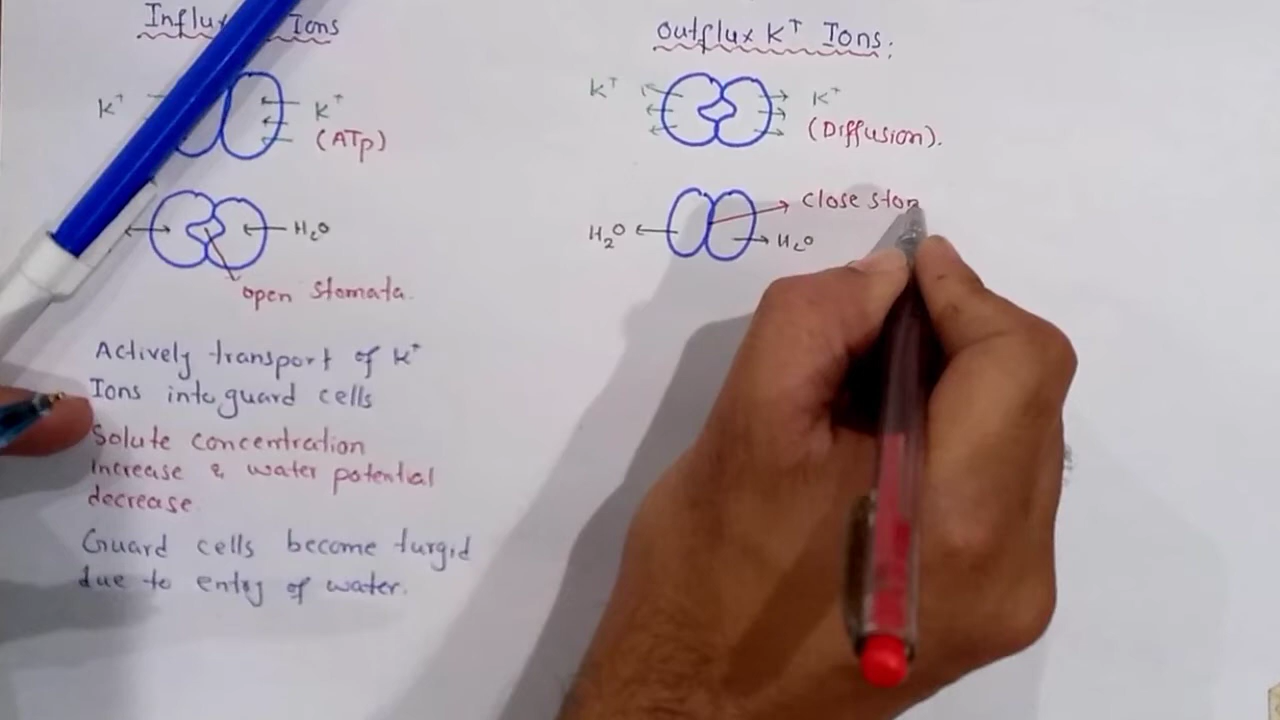 Ions
K⁺
K⁺
(ATp)
H₂O
open stomata.
Actively transport of K⁺
Ions into guard cells
Solute concentration
increase & water potential
decrease.
Guard cells become turgid
due to entry of water.
outflux K⁺ Ions:
K⁺
K⁺
(Diffusion).
close stom
H₂O
H₂O